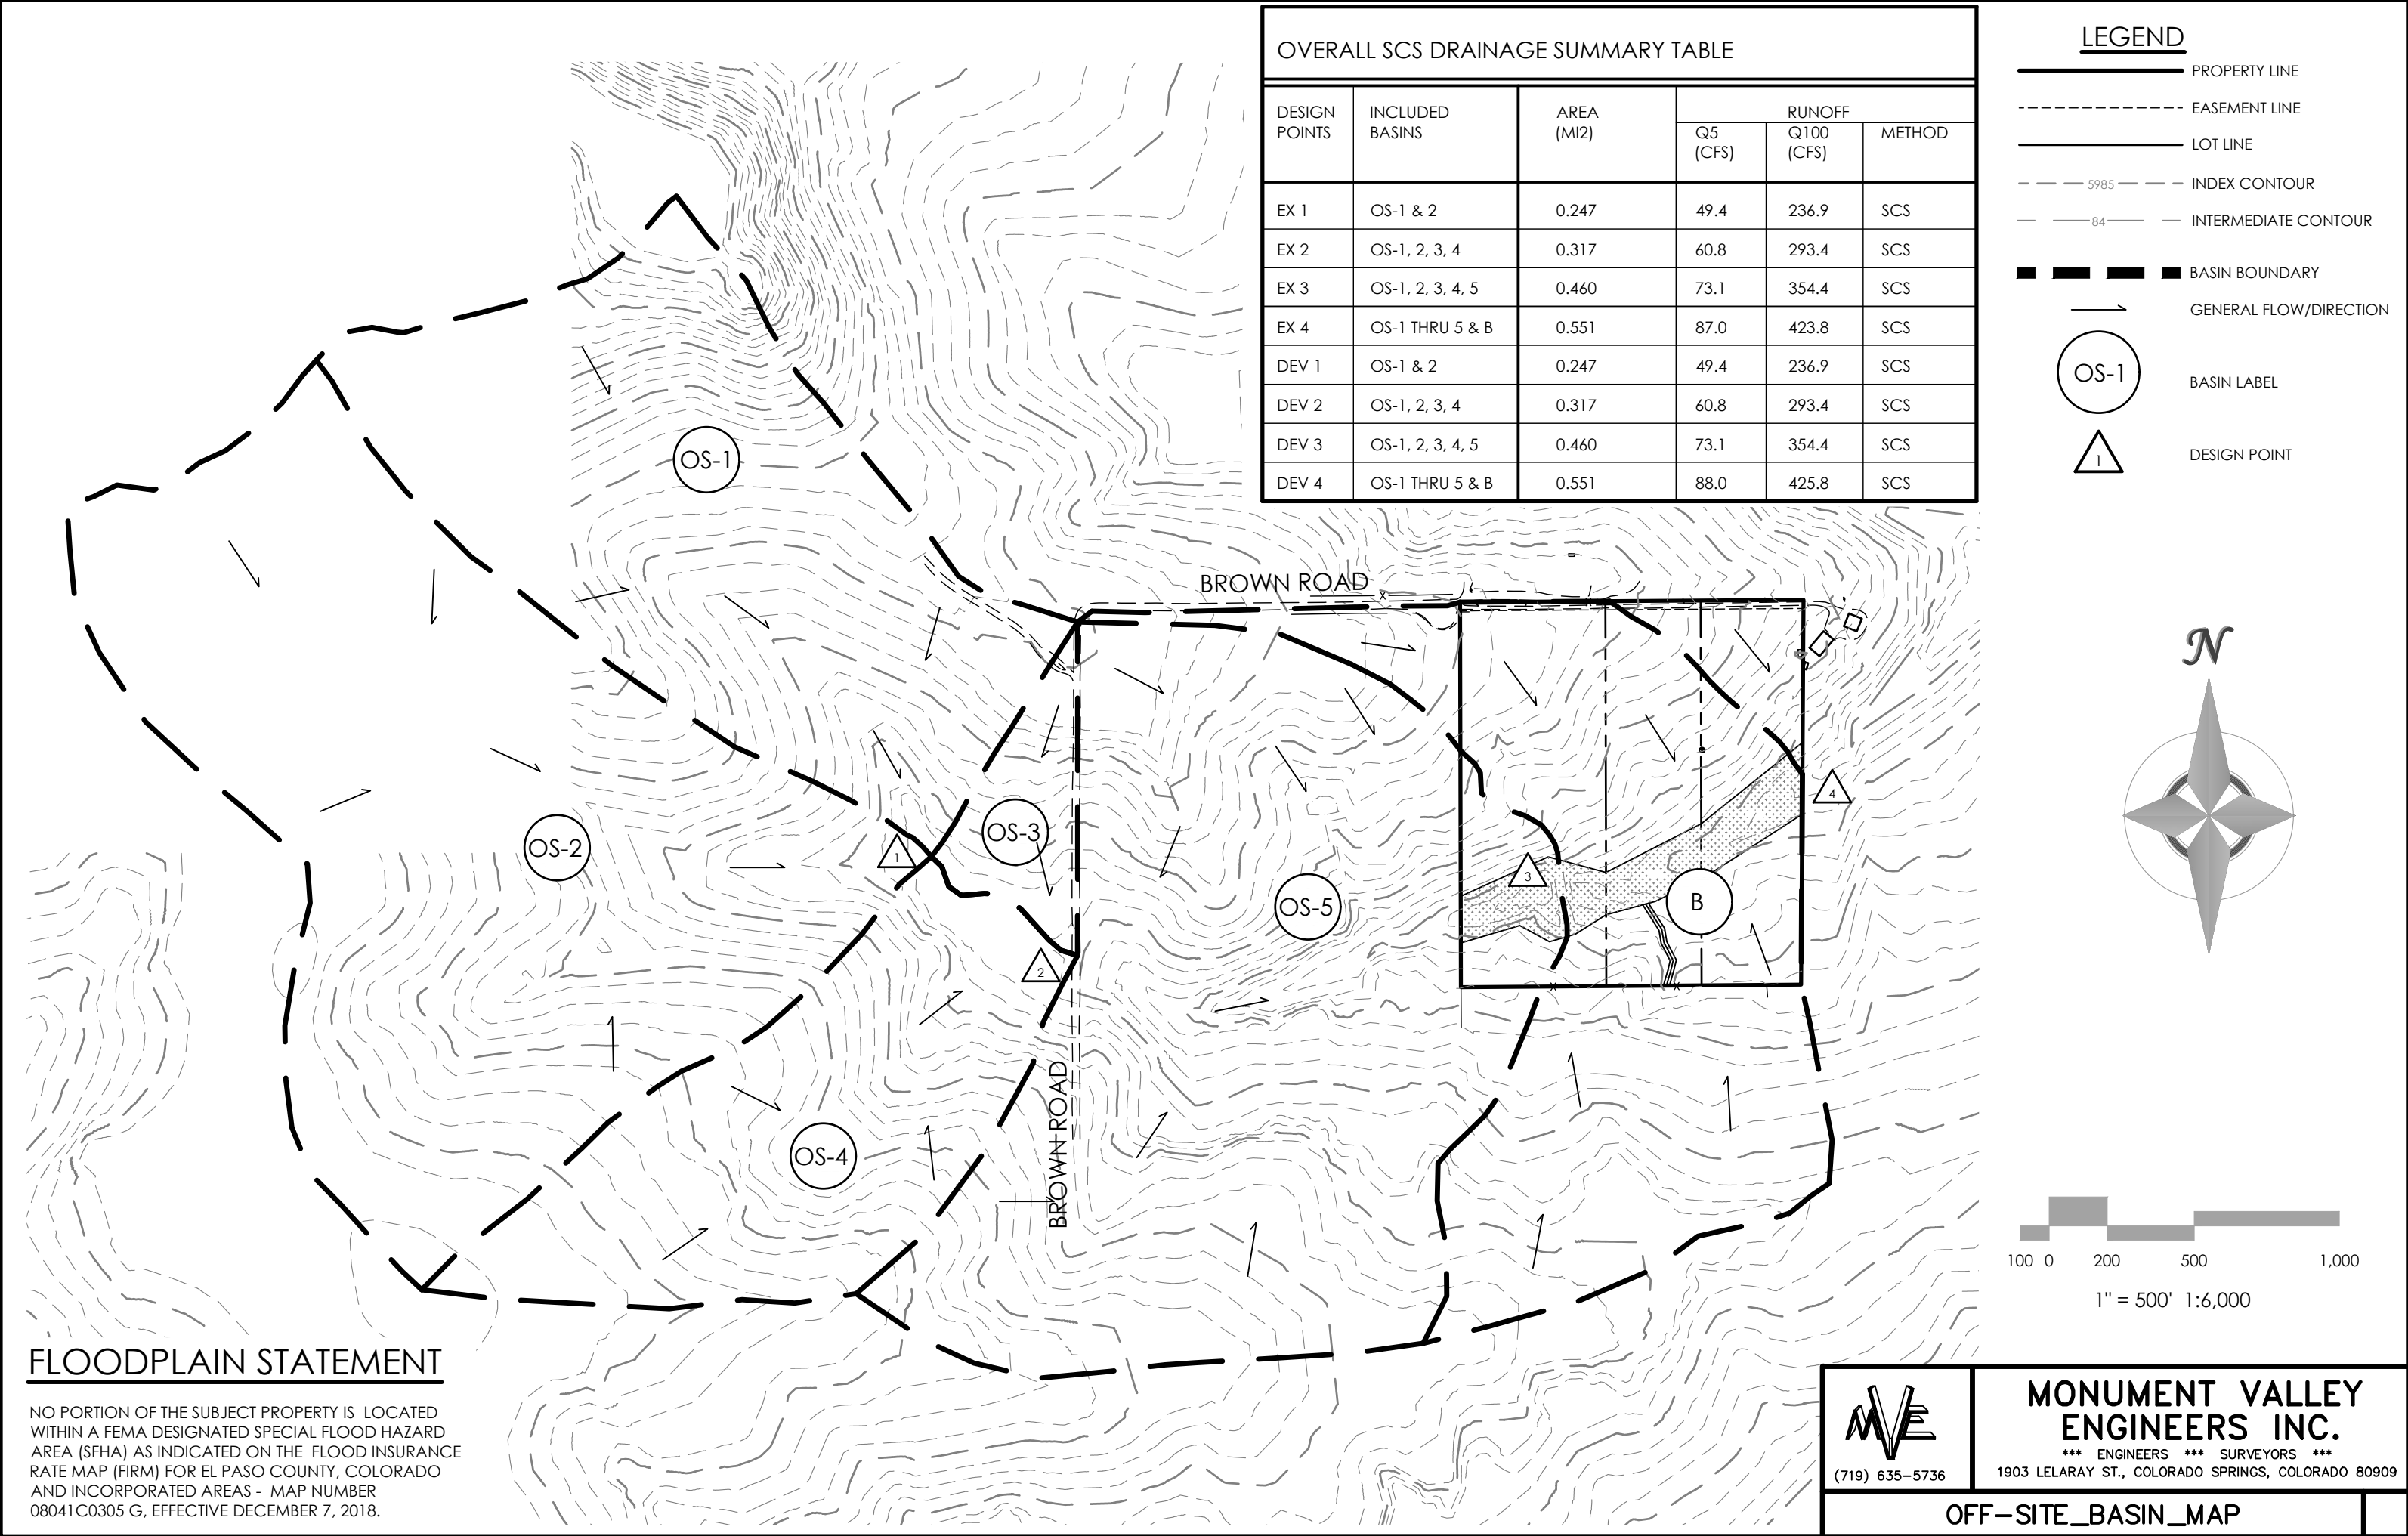 OVERALL SCS DRAINAGE SUMMARY TABLE
DESIGN POINTS INCLUDED BASINS AREA (MI2) RUNOFF
Q5 (CFS) Q100 (CFS) METHOD
EX 1 OS-1 & 2 0.247 49.4 236.9 SCS
EX 2 OS-1, 2, 3, 4 0.317 60.8 293.4 SCS
EX 3 OS-1, 2, 3, 4, 5 0.460 73.1 354.4 SCS
EX 4 OS-1 THRU 5 & B 0.551 87.0 423.8 SCS
DEV 1 OS-1 & 2 0.247 49.4 236.9 SCS
DEV 2 OS-1, 2, 3, 4 0.317 60.8 293.4 SCS
DEV 3 OS-1, 2, 3, 4, 5 0.460 73.1 354.4 SCS
DEV 4 OS-1 THRU 5 & B 0.551 88.0 425.8 SCS
LEGEND
PROPERTY LINE
EASEMENT LINE
LOT LINE
5985 INDEX CONTOUR
84 INTERMEDIATE CONTOUR
BASIN BOUNDARY
GENERAL FLOW/DIRECTION
OS-1 BASIN LABEL
1 DESIGN POINT
OS-1
BROWN ROAD
OS-2
1
OS-3
2
OS-5
3
B
4
OS-4
BROWN ROAD
N
100 0 200 500 1,000
1" = 500' 1:6,000
FLOODPLAIN STATEMENT
NO PORTION OF THE SUBJECT PROPERTY IS LOCATED
WITHIN A FEMA DESIGNATED SPECIAL FLOOD HAZARD
AREA (SFHA) AS INDICATED ON THE FLOOD INSURANCE
RATE MAP (FIRM) FOR EL PASO COUNTY, COLORADO
AND INCORPORATED AREAS - MAP NUMBER
08041C0305 G, EFFECTIVE DECEMBER 7, 2018.
MVE
(719) 635-5736
MONUMENT VALLEY
ENGINEERS INC.
*** ENGINEERS *** SURVEYORS ***
1903 LELARAY ST., COLORADO SPRINGS, COLORADO 80909
OFF-SITE_BASIN_MAP